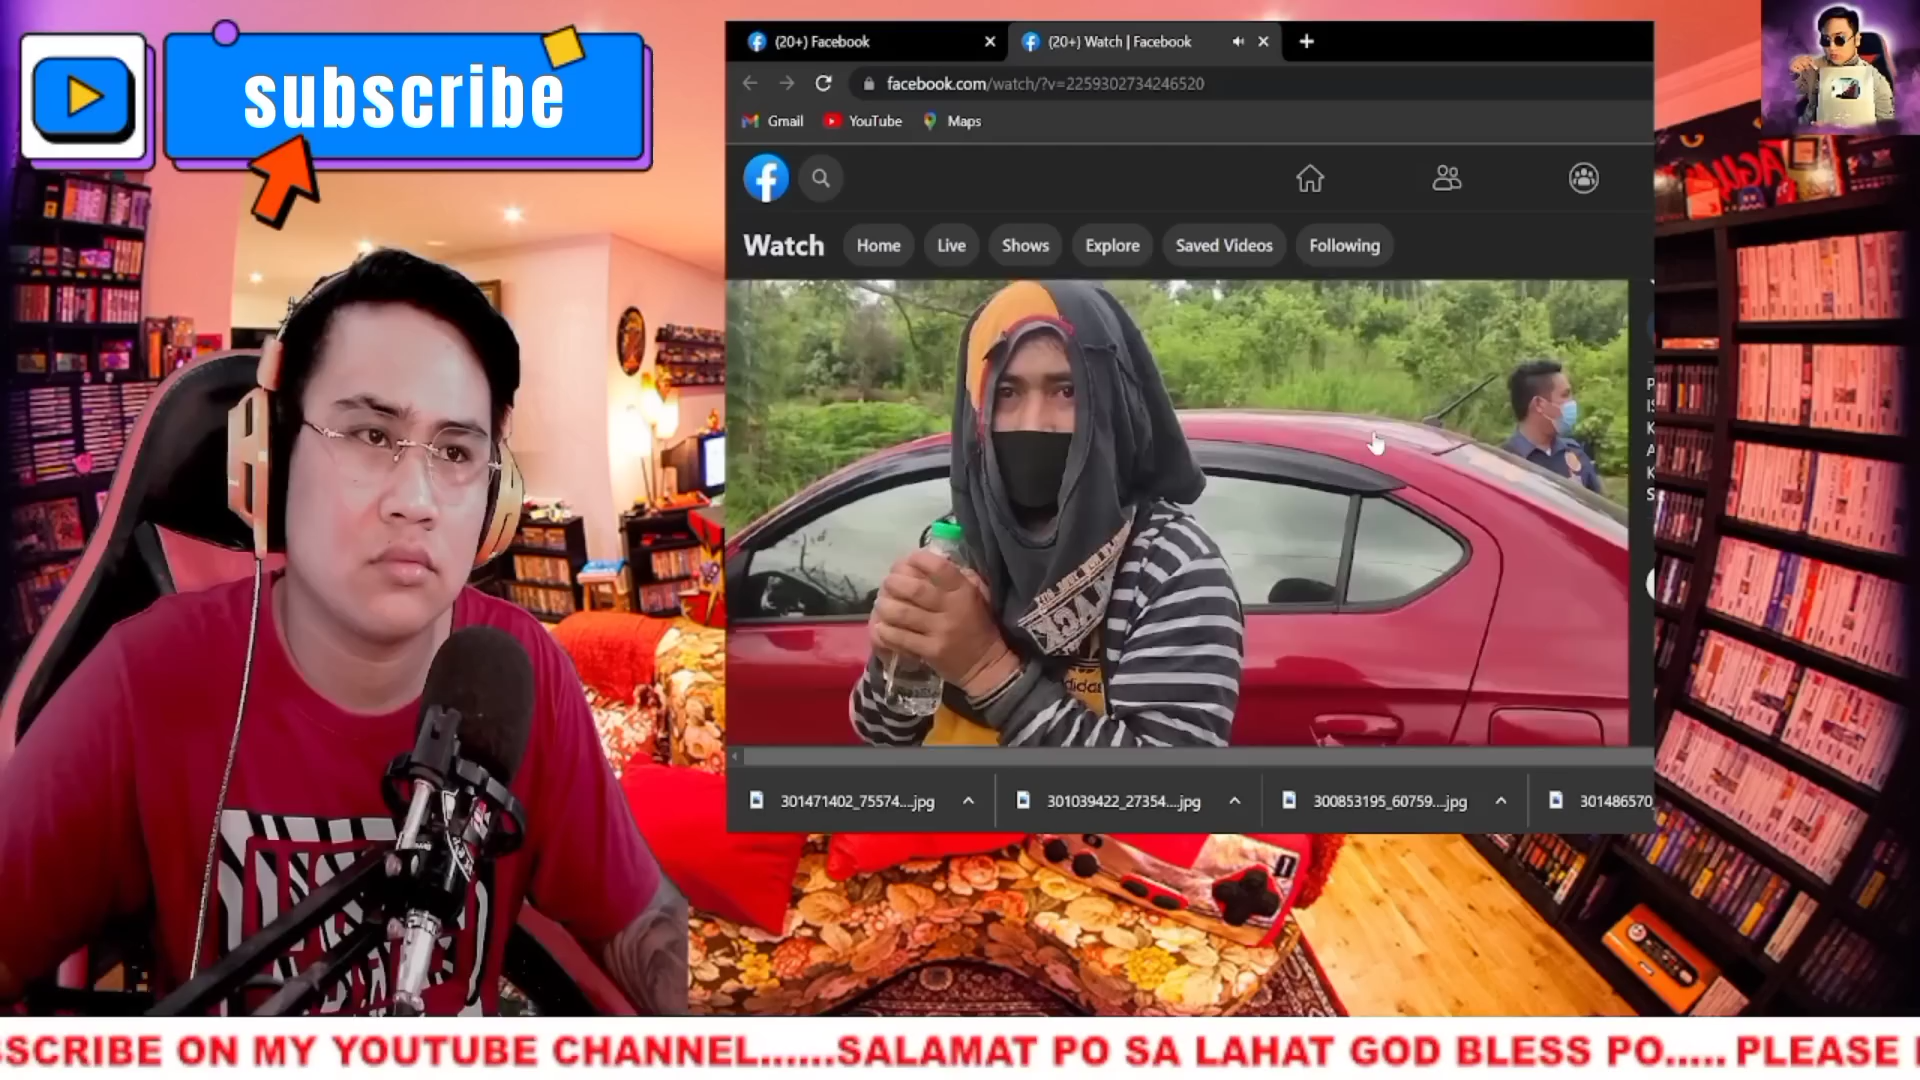 subscribe
(20+) Facebook
(20+) Watch | Facebook
facebook.com/watch/?v=2259302734246520
Gmail
YouTube
Maps
Watch
Home
Live
Shows
Explore
Saved Videos
Following
adidas
301471402_75574....jpg
301039422_27354....jpg
300853195_60759....jpg
301486570
SCRIBE ON MY YOUTUBE CHANNEL......SALAMAT PO SA LAHAT GOD BLESS PO..... PLEASE